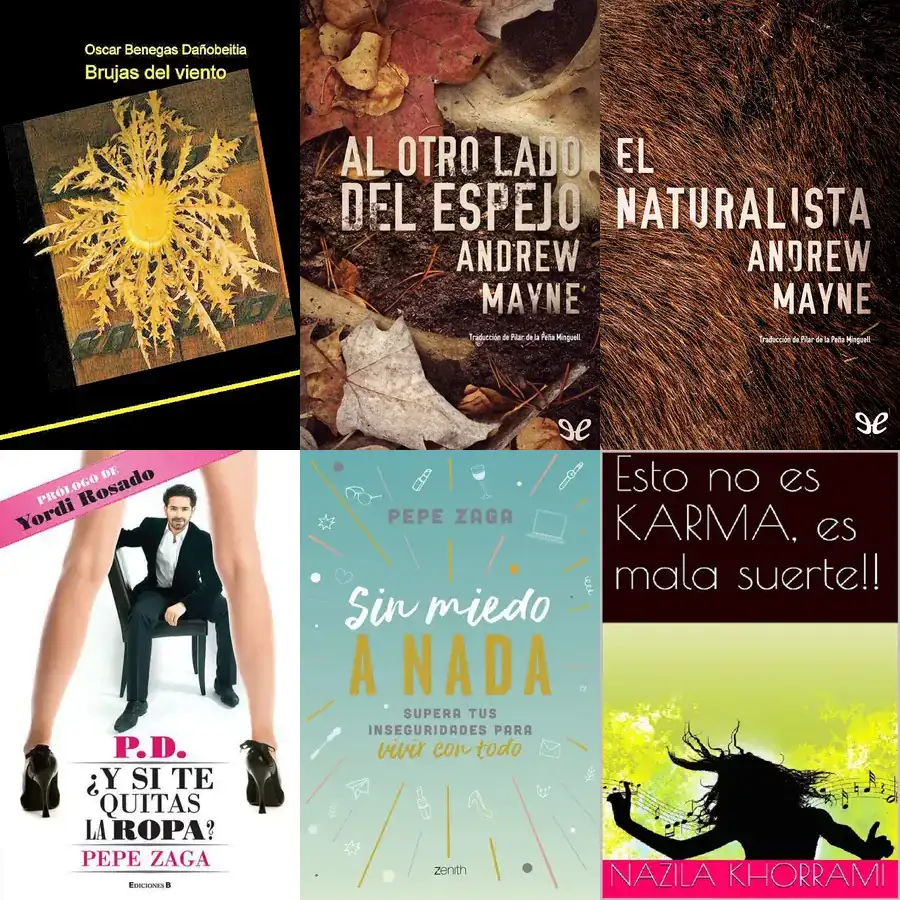 Oscar Benegas Dañobeitia
Brujas del viento
AL OTRO LADO
DEL ESPEJO
ANDREW
MAYNE
Traducción de Pilar de la Peña Minguell
ee
EL
NATURALISTA
ANDREW
MAYNE
Traducción de Pilar de la Peña Minguell
ee
PRÓLOGO DE
Yordi Rosado
P.D.
¿Y SI TE
QUITAS
LA ROPA?
PEPE ZAGA
EDICIONES B
PEPE ZAGA
Sin miedo
A NADA
SUPERA TUS
INSEGURIDADES PARA
vivir con todo
zenith
Esto no es
KARMA, es
mala suerte!!
NAZILA KHORRAMI